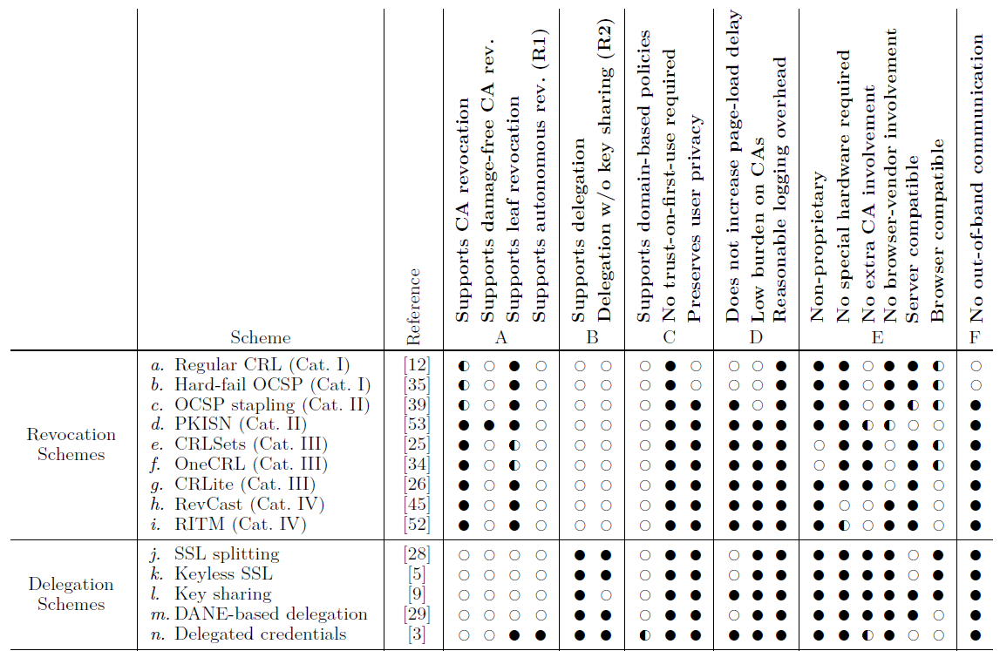 Supports CA revocation
Supports damage-free CA rev.
Supports leaf revocation
Supports autonomous rev. (R1)
Supports delegation
Delegation w/o key sharing (R2)
Supports domain-based policies
No trust-on-first-use required
Preserves user privacy
Does not increase page-load delay
Low burden on CAs
Reasonable logging overhead
Non-proprietary
No special hardware required
No extra CA involvement
No browser-vendor involvement
Server compatible
Browser compatible
No out-of-band communication
Scheme Reference A B C D E F
Revocation
Schemes
a. Regular CRL (Cat. I) [12] ◐ ○ ● ○ ○ ○ ○ ● ○ ○ ○ ● ● ● ○ ● ● ◐ ○
b. Hard-fail OCSP (Cat. I) [35] ◐ ○ ● ○ ○ ○ ○ ● ○ ○ ○ ● ● ● ○ ● ● ◐ ○
c. OCSP stapling (Cat. II) [39] ◐ ○ ● ○ ○ ○ ○ ● ● ● ○ ● ● ● ○ ● ◐ ◐ ●
d. PKISN (Cat. II) [53] ● ● ● ○ ○ ○ ○ ● ● ● ● ● ● ● ◐ ◐ ○ ○ ●
e. CRLSets (Cat. III) [25] ● ○ ◐ ○ ○ ○ ○ ● ● ● ● ● ○ ● ● ○ ● ◐ ●
f. OneCRL (Cat. III) [34] ● ○ ◐ ○ ○ ○ ○ ● ● ● ● ● ○ ● ● ○ ● ◐ ●
g. CRLite (Cat. III) [26] ● ○ ● ○ ○ ○ ○ ● ● ● ● ● ● ● ● ○ ● ○ ●
h. RevCast (Cat. IV) [45] ● ○ ● ○ ○ ○ ○ ● ● ● ● ● ● ○ ○ ● ● ○ ●
i. RITM (Cat. IV) [52] ● ○ ● ○ ○ ○ ○ ● ● ● ● ● ● ◐ ○ ● ● ○ ●
Delegation
Schemes
j. SSL splitting [28] ○ ○ ○ ○ ● ● ○ ● ● ○ ● ● ● ● ● ● ○ ● ●
k. Keyless SSL [5] ○ ○ ○ ○ ● ● ○ ● ● ○ ● ● ● ● ● ● ○ ● ●
l. Key sharing [9] ○ ○ ○ ○ ● ○ ○ ● ● ● ● ● ● ● ● ● ● ● ●
m. DANE-based delegation [29] ○ ○ ○ ○ ● ● ○ ● ● ○ ● ● ● ● ● ● ● ○ ●
n. Delegated credentials [3] ○ ○ ● ● ● ● ◐ ● ● ● ● ● ● ● ◐ ● ○ ○ ●